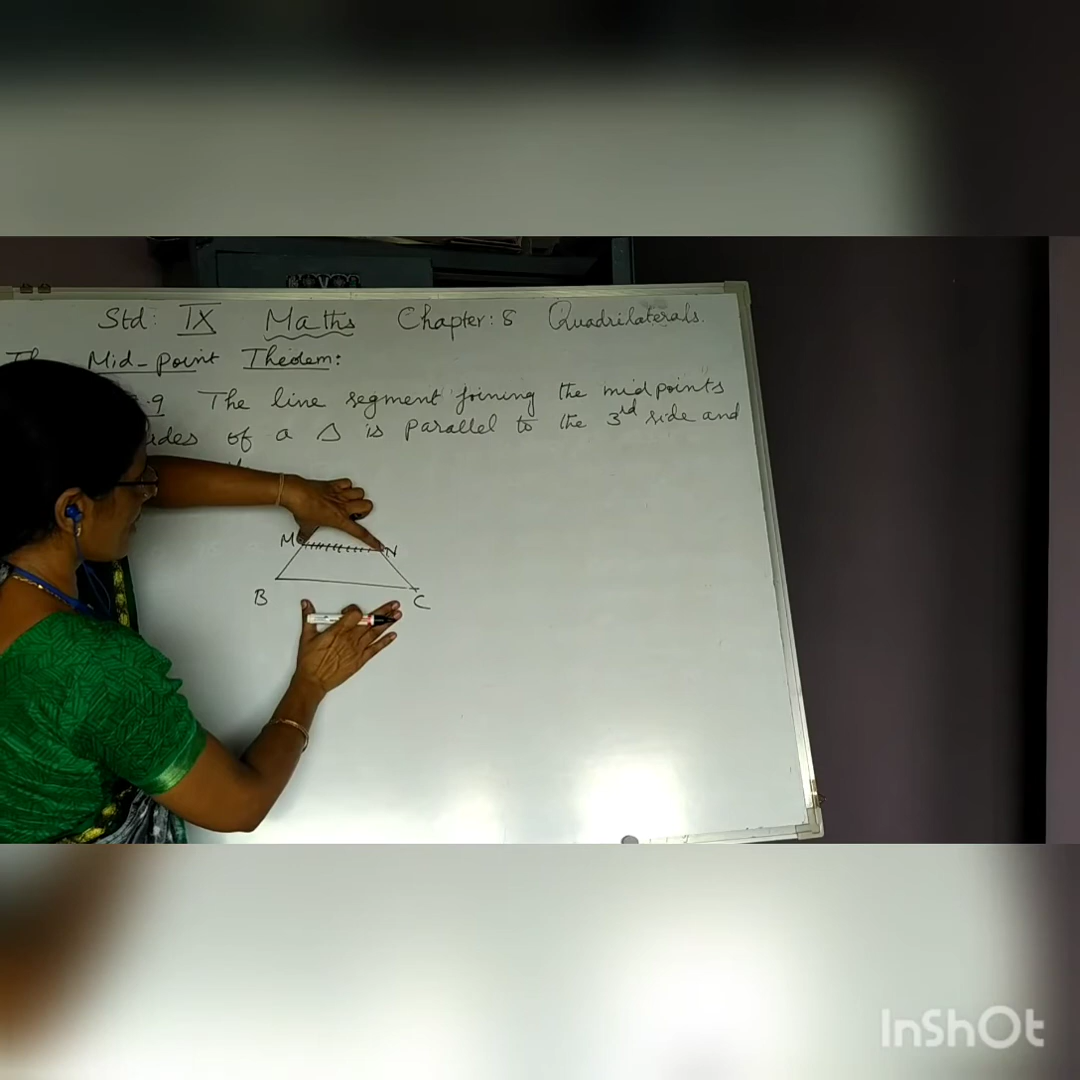 Std: IX Maths Chapter: 8 Quadrilaterals.
Mid-point Theorem:
.9 The line segment joining the midpoints
of a Δ is parallel to the 3rd side and
M N
B C
InShOt